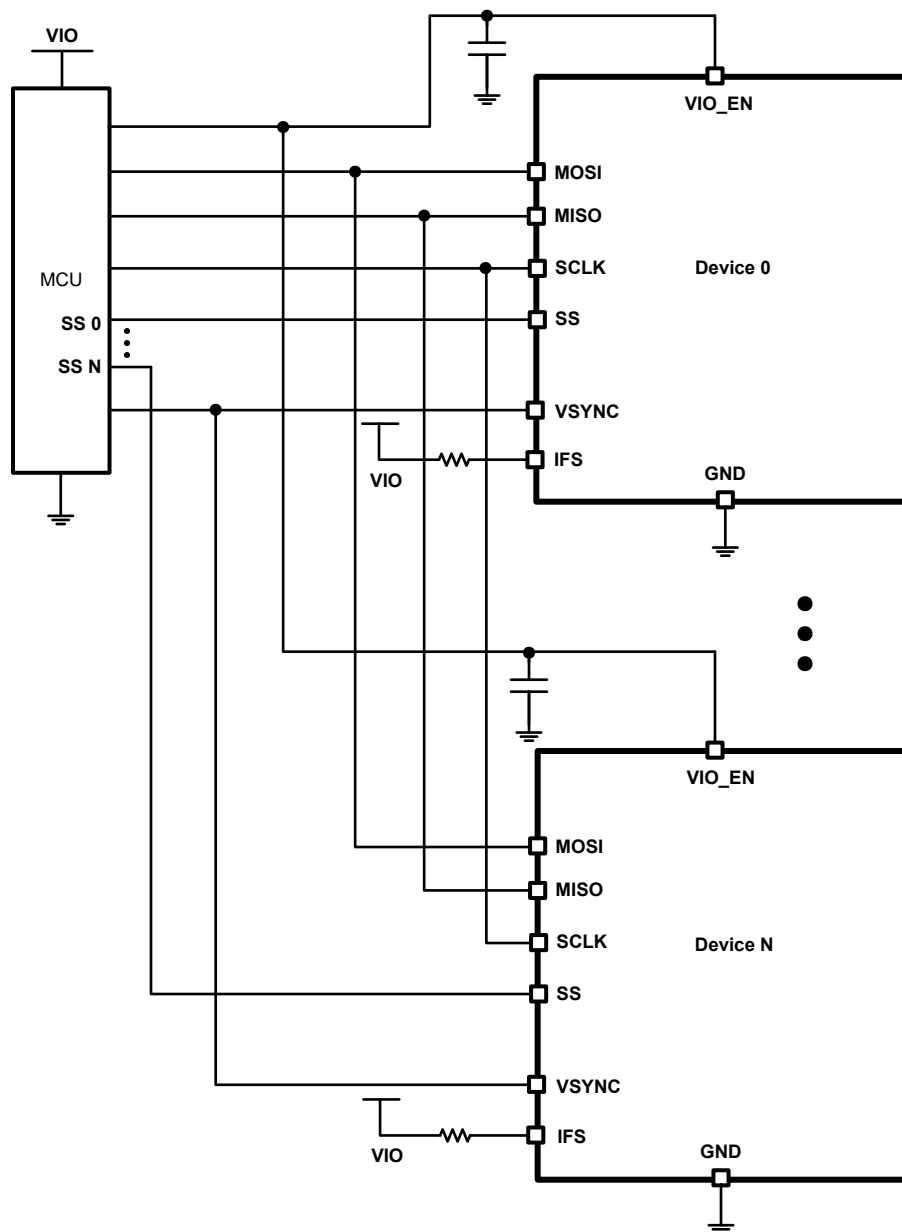 VIO
VIO_EN
MOSI
MISO
SCLK
Device 0
MCU
SS 0
SS
SS N
VSYNC
IFS
VIO
GND
VIO_EN
MOSI
MISO
SCLK
Device N
SS
VSYNC
IFS
VIO
GND